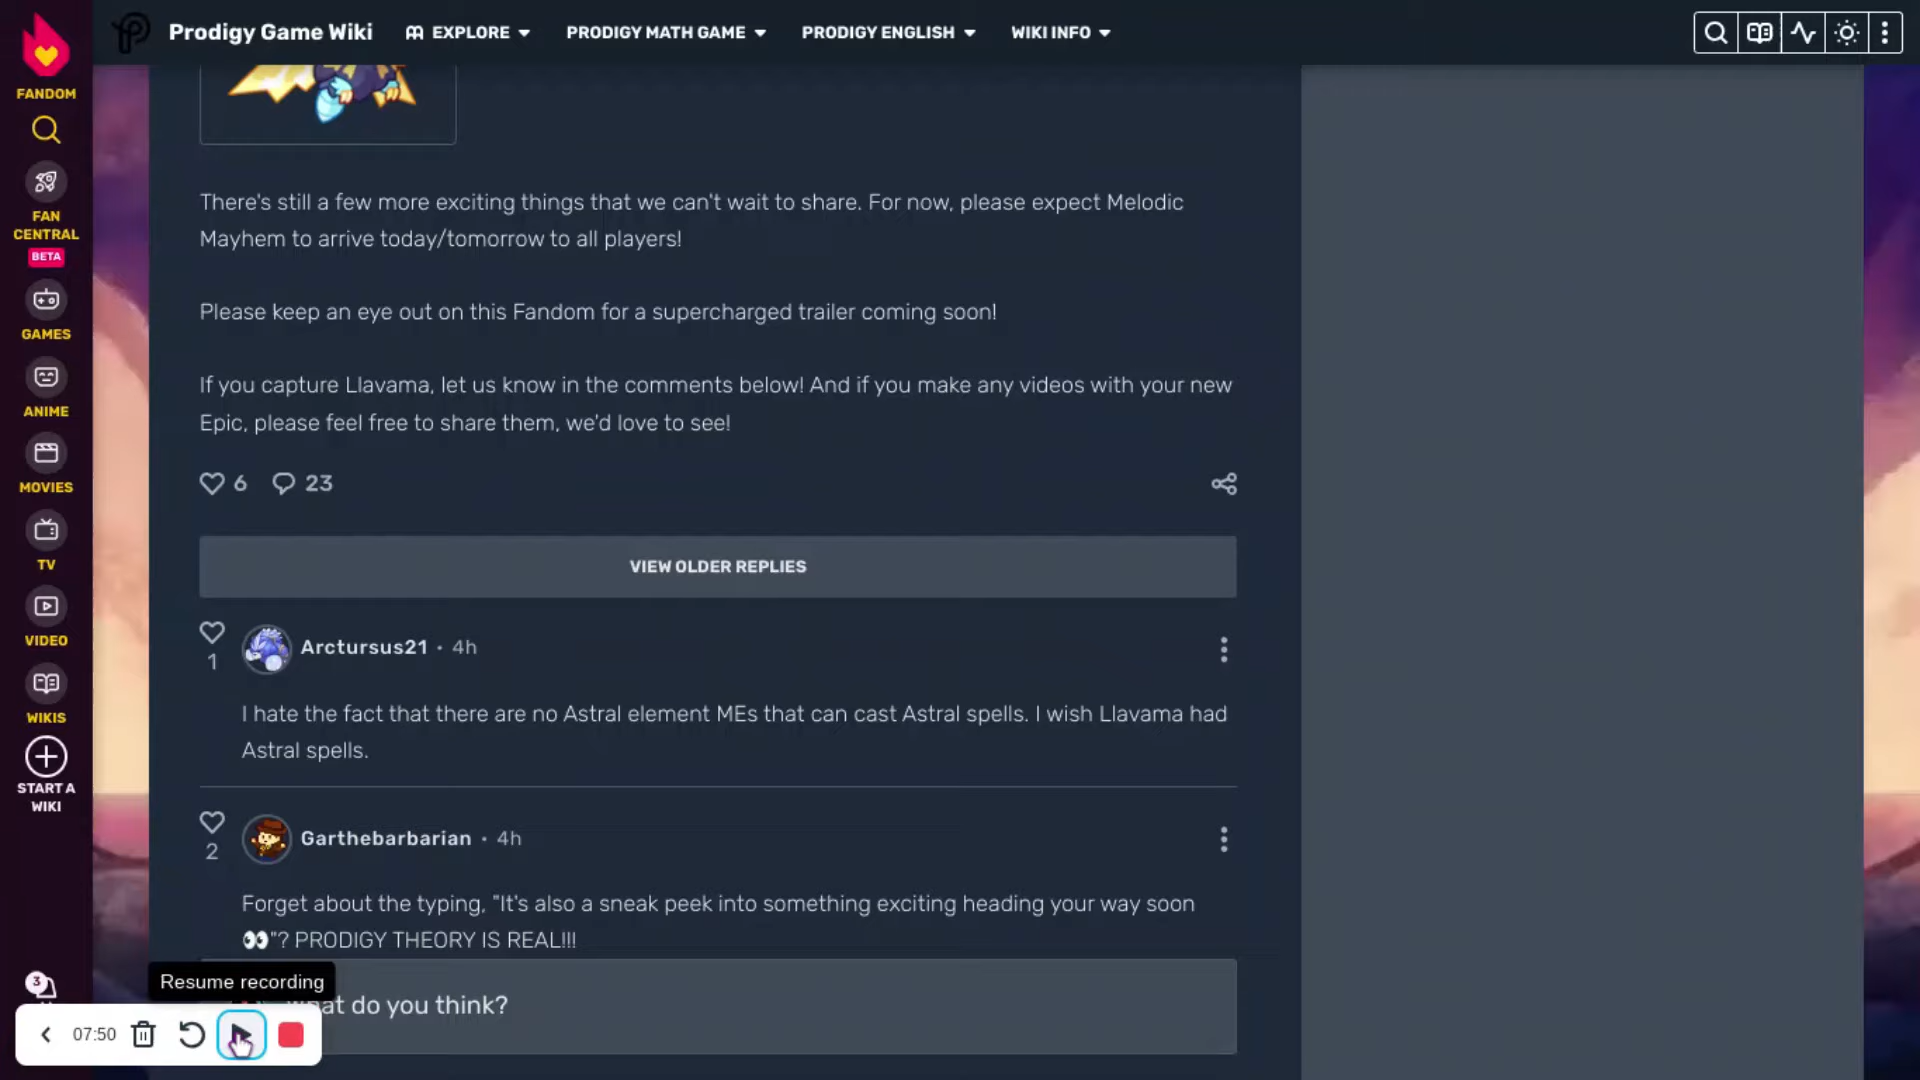 FANDOM
FAN CENTRAL
BETA
GAMES
ANIME
MOVIES
TV
VIDEO
WIKIS
START A WIKI
3
Prodigy Game Wiki
EXPLORE
PRODIGY MATH GAME
PRODIGY ENGLISH
WIKI INFO
There's still a few more exciting things that we can't wait to share. For now, please expect Melodic
Mayhem to arrive today/tomorrow to all players!
Please keep an eye out on this Fandom for a supercharged trailer coming soon!
If you capture Llavama, let us know in the comments below! And if you make any videos with your new
Epic, please feel free to share them, we'd love to see!
6 23
VIEW OLDER REPLIES
Arctursus21 • 4h
1
I hate the fact that there are no Astral element MEs that can cast Astral spells. I wish Llavama had
Astral spells.
Garthebarbarian • 4h
2
Forget about the typing, "It's also a sneak peek into something exciting heading your way soon
👀"? PRODIGY THEORY IS REAL!!!
Resume recording
what do you think?
07:50